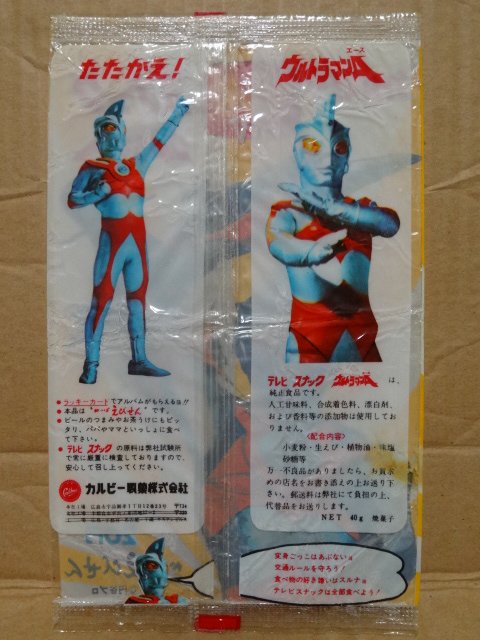 たたかえ!
● ラッキーカードでアルバムがもらえる!!
● 本品は"かっぱえびせん"です。
● ビールのつまみやお茶うけにもピッタリ、パパやママといっしょに食べて下さい。
● テレビスナックの原料は弊社試験所で常に厳重に検査しておりますので、安心して召し上ってください。
カルビー製菓株式会社
エース
ウルトラマンA
テレビスナック ウルトラマンA は、
純正食品です。
人工甘味料、合成着色料、漂白剤、
および香料等の添加物は使用してお
りません。
〈配合内容〉
小麦粉・生えび・植物油・味塩
砂糖等
万一不良品がありましたら、お買求
めの店名をお書き添えの上お送り下
さい。郵送料は弊社にて負担の上、
代替品をお送りします。
NET 40g 焼菓子
変身ごっこはあぶないョ
交通ルールを守ろう!
食べ物の好き嫌いはスルナョ
テレビスナックは全部食べよう!